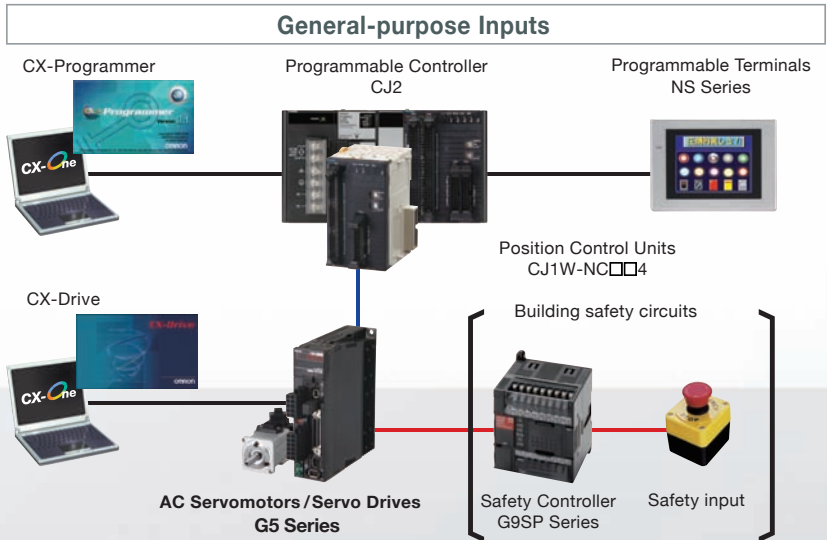 General-purpose Inputs
CX-Programmer
Programmable Controller
CJ2
Programmable Terminals
NS Series
CX-Programmer
OMRON
CX-One
Position Control Units
CJ1W-NC□□4
CX-Drive
CX-Drive
OMRON
CX-One
Building safety circuits
AC Servomotors/Servo Drives
G5 Series
Safety Controller
G9SP Series
Safety input